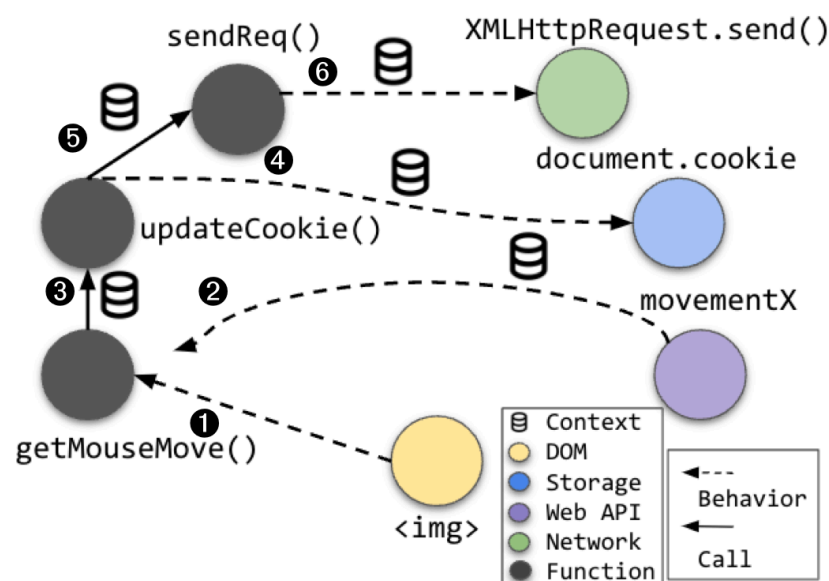 sendReq()
XMLHttpRequest.send()
❻
❺
❹
document.cookie
updateCookie()
❸
❷
movementX
❶
getMouseMove()
<img>
Context
DOM
Storage
Web API
Network
Function
Behavior
Call